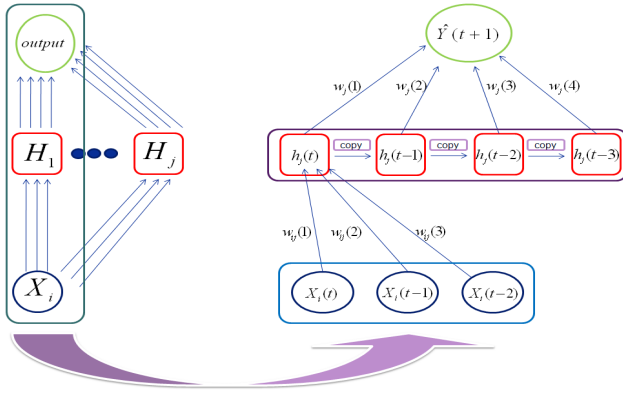 output
H1
Hj
Xi
Ŷ(t+1)
wj(1)
wj(2)
wj(3)
wj(4)
hj(t)
copy
hj(t−1)
copy
hj(t−2)
copy
hj(t−3)
wij(1)
wij(2)
wij(3)
Xi(t)
Xi(t−1)
Xi(t−2)